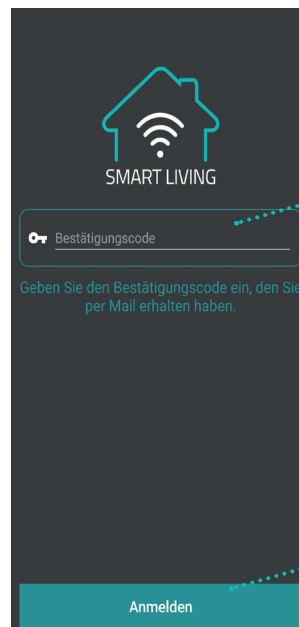 SMART LIVING
Bestätigungscode
Geben Sie den Bestätigungscode ein, den Sie
per Mail erhalten haben.
Anmelden